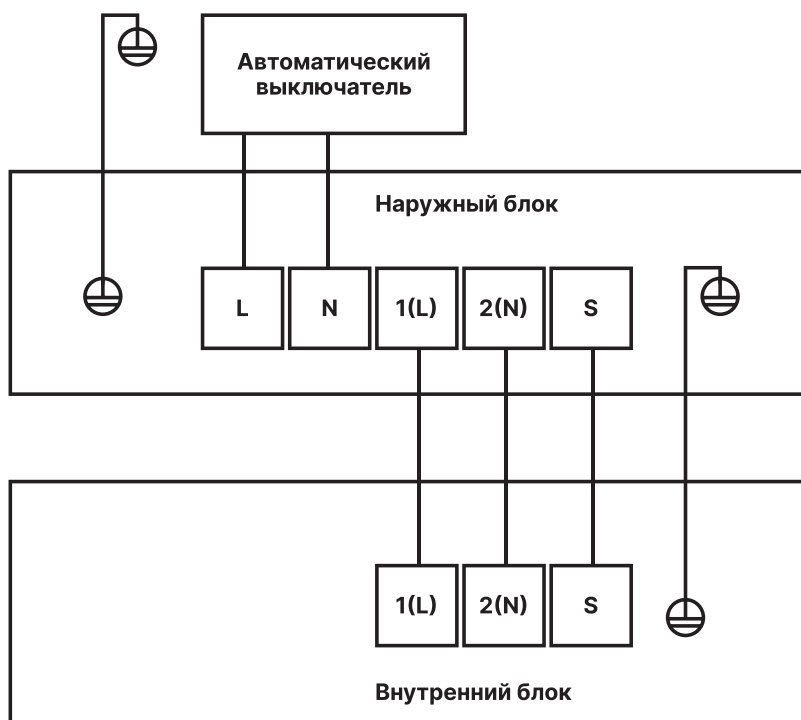 Автоматический
выключатель
Наружный блок
L N 1(L) 2(N) S
1(L) 2(N) S
Внутренний блок